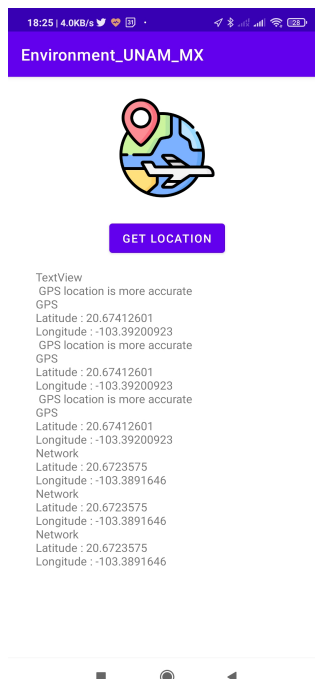 18:25 | 4.0KB/s
31
28
Environment_UNAM_MX
GET LOCATION
TextView
GPS location is more accurate
GPS
Latitude : 20.67412601
Longitude : -103.39200923
GPS location is more accurate
GPS
Latitude : 20.67412601
Longitude : -103.39200923
GPS location is more accurate
GPS
Latitude : 20.67412601
Longitude : -103.39200923
Network
Latitude : 20.6723575
Longitude : -103.3891646
Network
Latitude : 20.6723575
Longitude : -103.3891646
Network
Latitude : 20.6723575
Longitude : -103.3891646